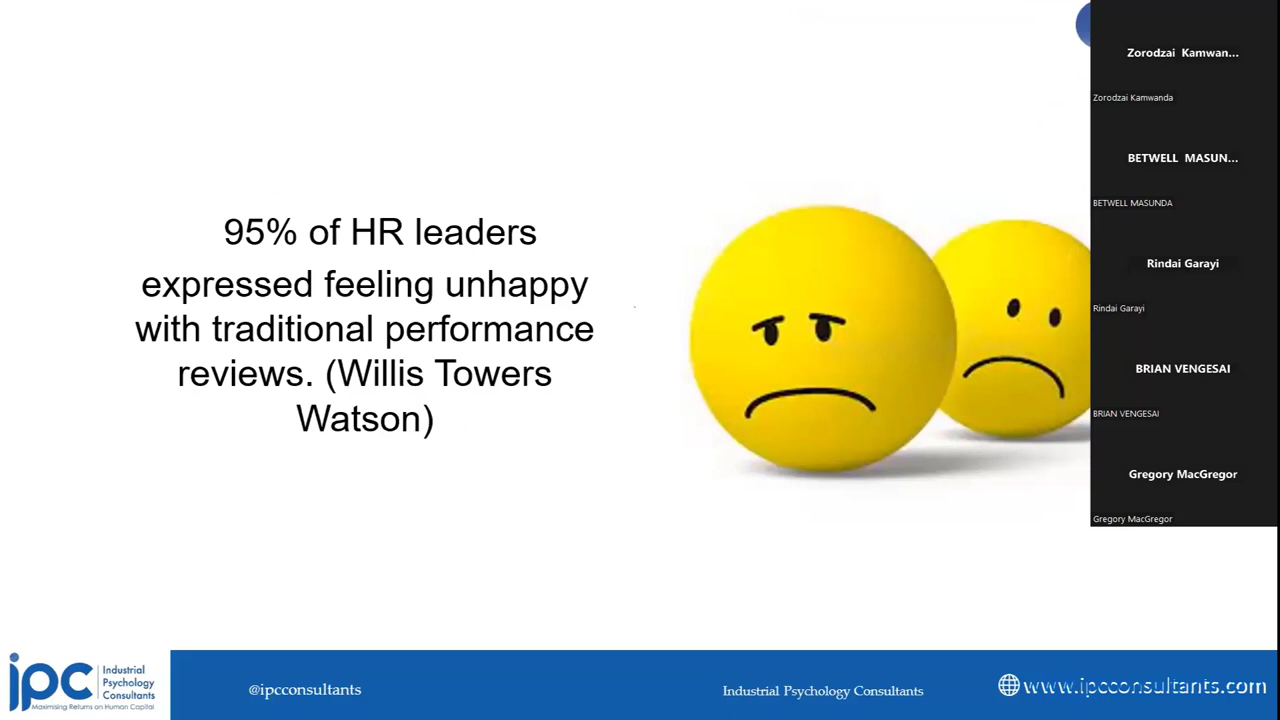 95% of HR leaders
expressed feeling unhappy
with traditional performance
reviews. (Willis Towers
Watson)
Zorodzai Kamwan...
Zorodzai Kamwanda
BETWELL MASUN...
BETWELL MASUNDA
Rindai Garayi
Rindai Garayi
BRIAN VENGESAI
BRIAN VENGESAI
Gregory MacGregor
Gregory MacGregor
ipc
Industrial
Psychology
Consultants
Maximising Returns on Human Capital
@ipcconsultants
Industrial Psychology Consultants
www.ipcconsultants.com